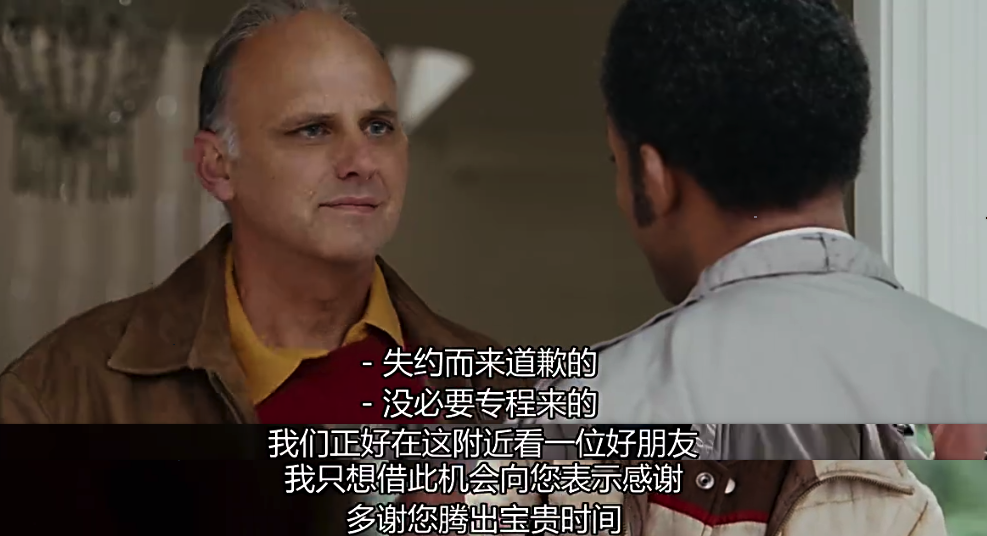 - 失约而来道歉的
- 没必要专程来的
我们正好在这附近看一位好朋友
我只想借此机会向您表示感谢
多谢您腾出宝贵时间